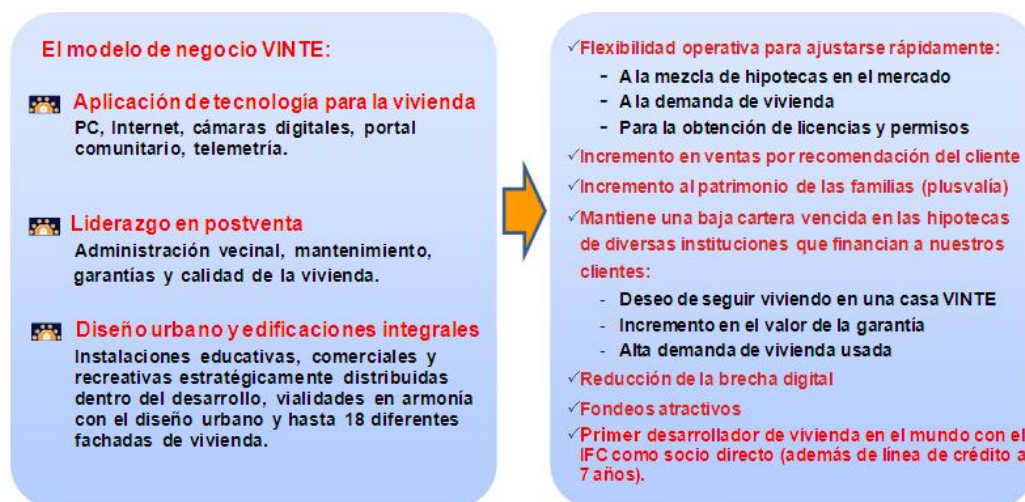 El modelo de negocio VINTE:
Aplicación de tecnología para la vivienda
PC, Internet, cámaras digitales, portal
comunitario, telemetría.
Liderazgo en postventa
Administración vecinal, mantenimiento,
garantías y calidad de la vivienda.
Diseño urbano y edificaciones integrales
Instalaciones educativas, comerciales y
recreativas estratégicamente distribuidas
dentro del desarrollo, vialidades en armonía
con el diseño urbano y hasta 18 diferentes
fachadas de vivienda.
✓Flexibilidad operativa para ajustarse rápidamente:
- A la mezcla de hipotecas en el mercado
- A la demanda de vivienda
- Para la obtención de licencias y permisos
✓Incremento en ventas por recomendación del cliente
✓Incremento al patrimonio de las familias (plusvalía)
✓Mantiene una baja cartera vencida en las hipotecas
de diversas instituciones que financian a nuestros
clientes:
- Deseo de seguir viviendo en una casa VINTE
- Incremento en el valor de la garantía
- Alta demanda de vivienda usada
✓Reducción de la brecha digital
✓Fondeos atractivos
✓Primer desarrollador de vivienda en el mundo con el
IFC como socio directo (además de línea de crédito a
7 años).